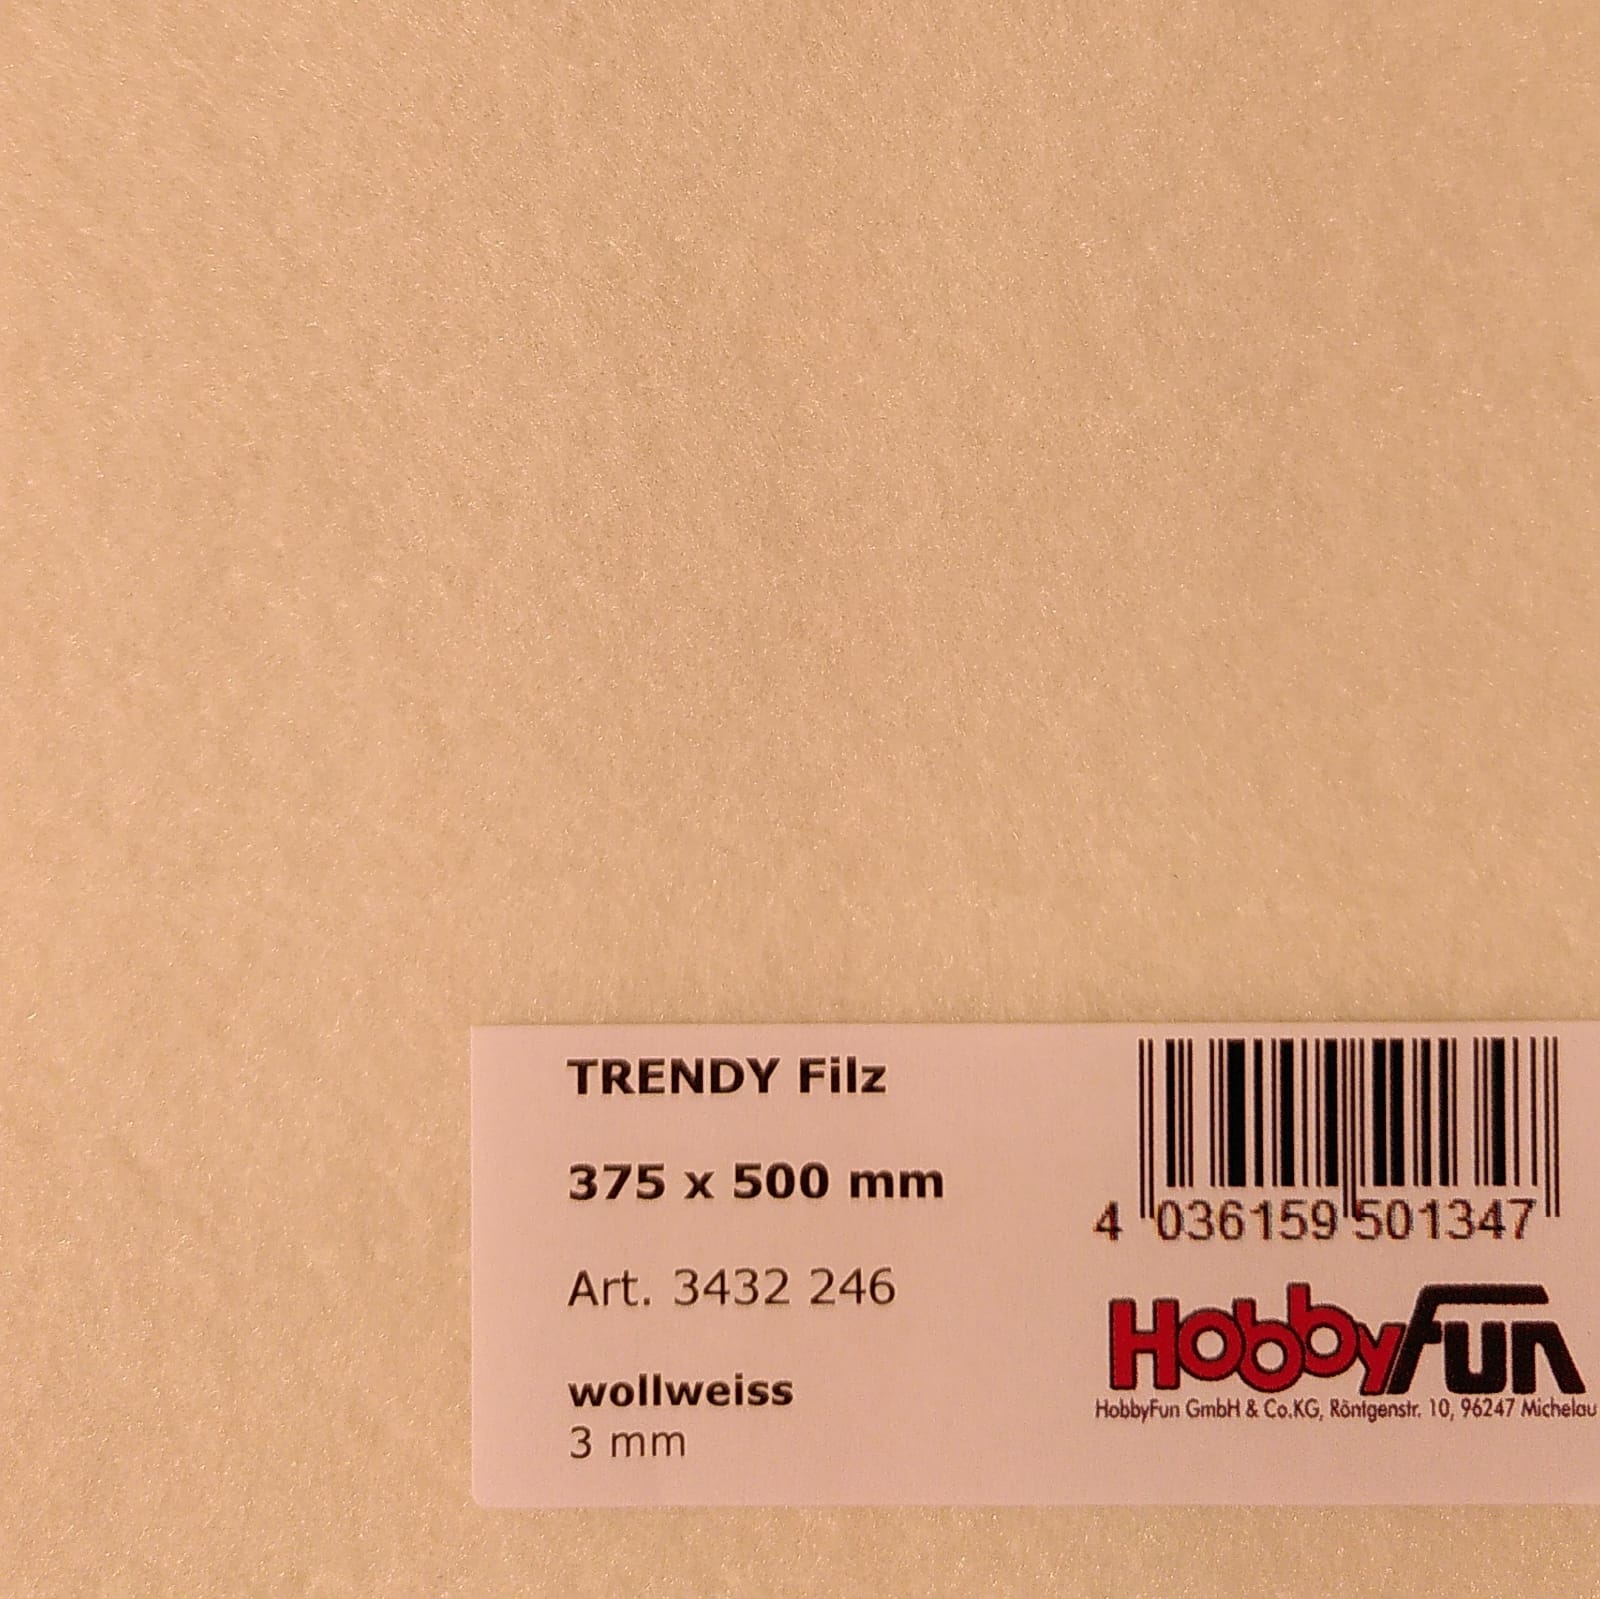 TRENDY Filz
375 x 500 mm
Art. 3432 246
wollweiss
3 mm
4 036159 501347
HobbyFun
HobbyFun GmbH & Co.KG, Röntgenstr. 10, 96247 Michelau